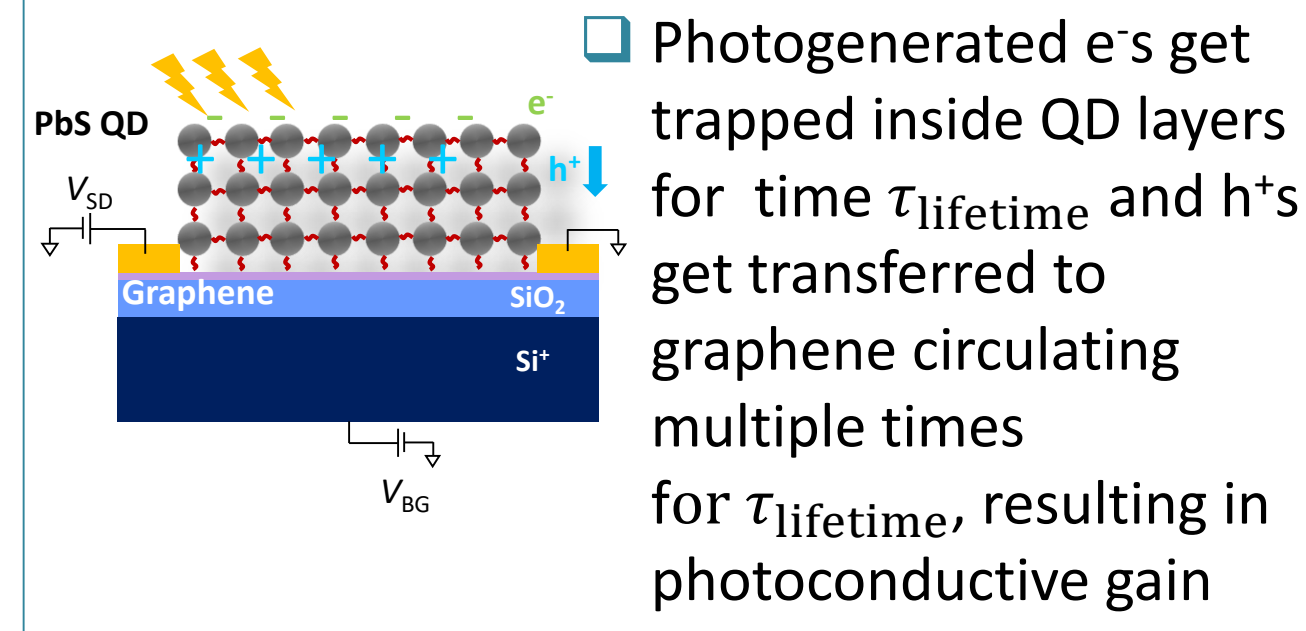 PbS QD
V_SD
e⁻
h⁺
Graphene
SiO₂
Si⁺
V_BG
❑ Photogenerated e⁻s get
trapped inside QD layers
for time τ_lifetime and h⁺s
get transferred to
graphene circulating
multiple times
for τ_lifetime, resulting in
photoconductive gain